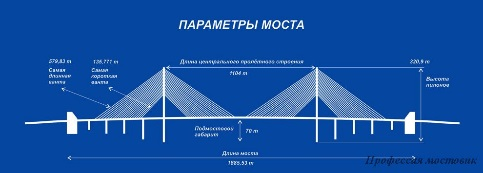 ПАРАМЕТРЫ МОСТА
579,83 m
135,771 m
Длина центрального пролётного строения
320,9 m
Самая длинная ванта
Самая короткая ванта
1104 m
Высота пилонов
Подмостовой габарит
70 m
Длина моста
1885,53 m
Профессия мостовик